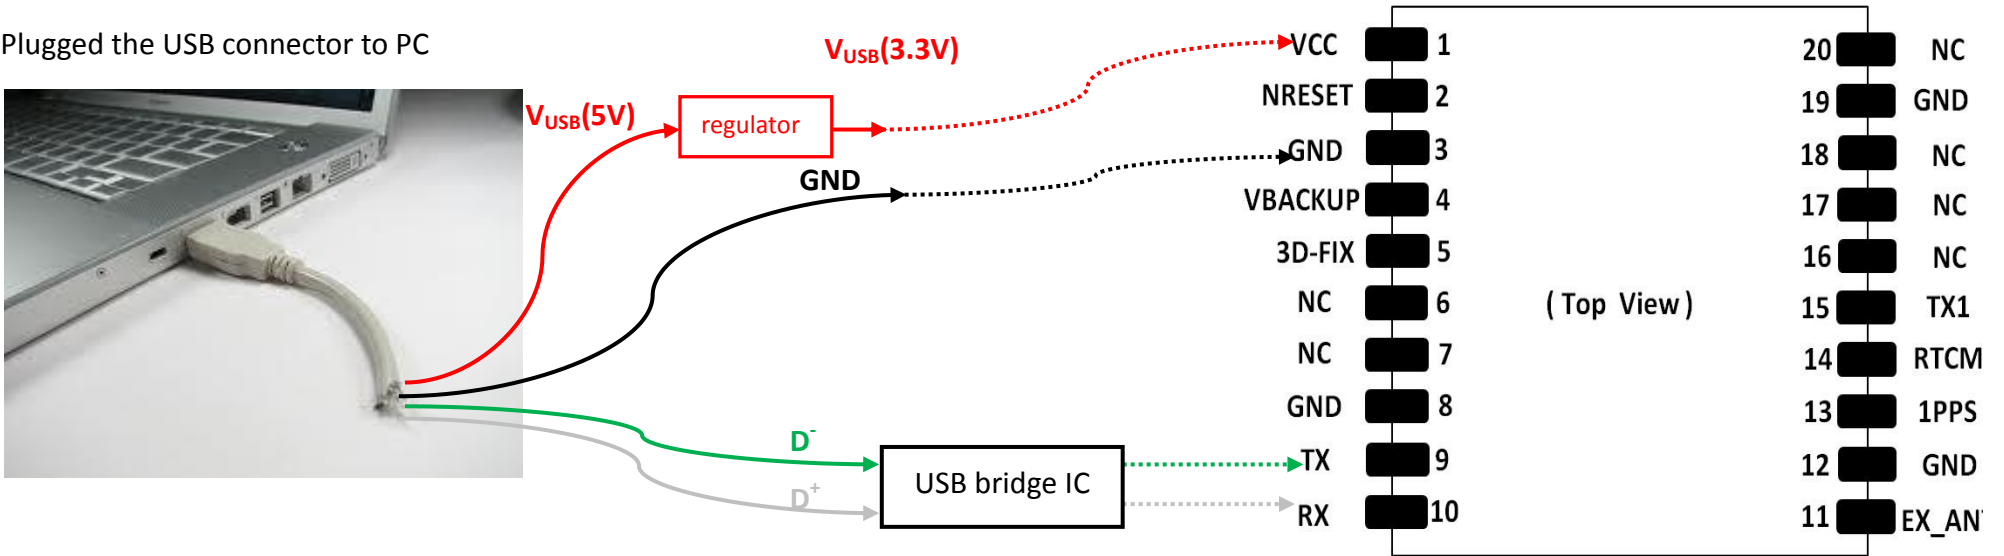 Plugged the USB connector to PC
VUSB(5V)
regulator
VUSB(3.3V)
GND
D-
D+
USB bridge IC
VCC 1
NRESET 2
GND 3
VBACKUP 4
3D-FIX 5
NC 6
NC 7
GND 8
TX 9
RX 10
(Top View)
20 NC
19 GND
18 NC
17 NC
16 NC
15 TX1
14 RTCM
13 1PPS
12 GND
11 EX_AN